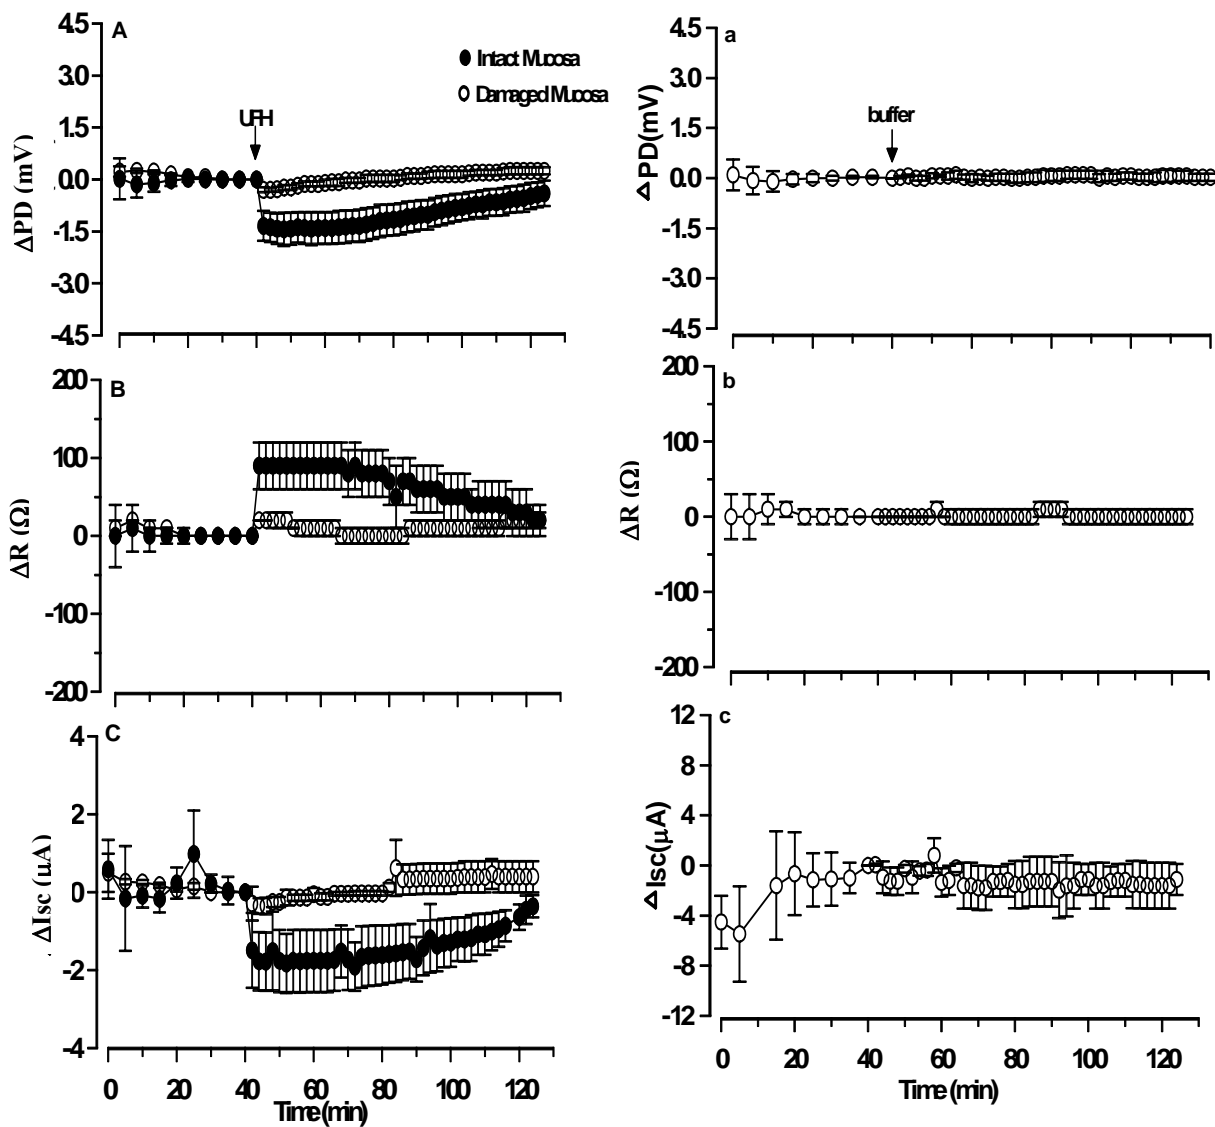 A
4.5
3.0
1.5
0.0
-1.5
-3.0
-4.5
ΔPD (mV)
UFH
Intact Mucosa
Damaged Mucosa
a
4.5
3.0
1.5
0.0
-1.5
-3.0
-4.5
Δ PD(mV)
buffer
B
200
100
0
-100
-200
ΔR (Ω)
b
200
100
0
-100
-200
ΔR (Ω)
C
4
2
0
-2
-4
ΔIsc (µA)
0 20 40 60 80 100 120
Time(min)
c
12
8
4
0
-4
-8
-12
Δ Isc(µA)
0 20 40 60 80 100 120
Time(min)